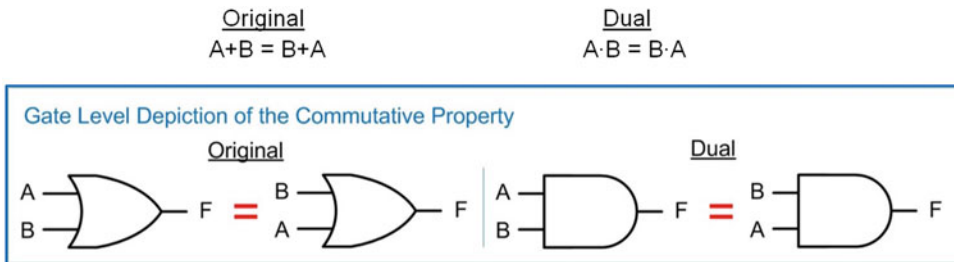 Original Dual
A+B = B+A A·B = B·A
Gate Level Depiction of the Commutative Property
Original Dual
A F = B F A F = B F
B A B A